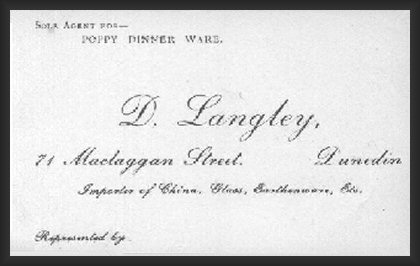 Sole Agent for—
Poppy Dinner Ware.
D. Langley,
71 Maclaggan Street. Dunedin
Importer of China, Glass, Earthenware, Etc.
Represented by